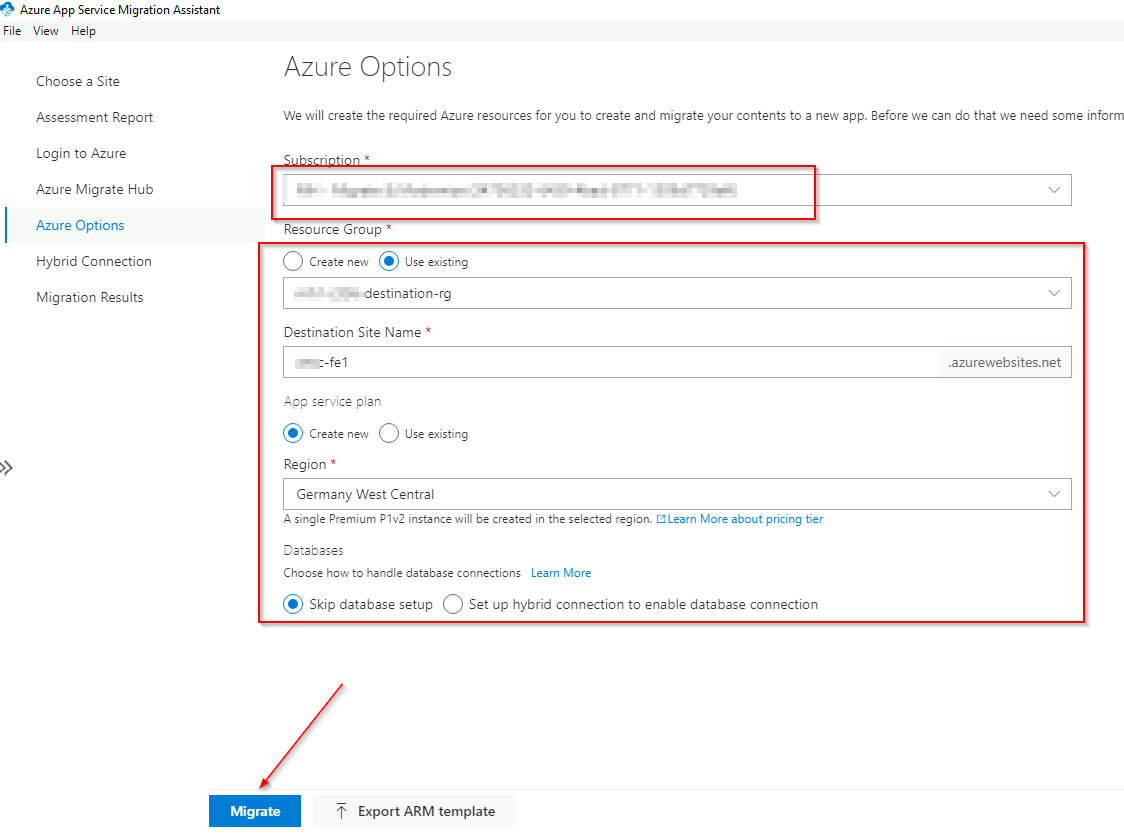 Azure App Service Migration Assistant
File View Help
Choose a Site
Assessment Report
Login to Azure
Azure Migrate Hub
Azure Options
Hybrid Connection
Migration Results
Azure Options
We will create the required Azure resources for you to create and migrate your contents to a new app. Before we can do that we need some inform
Subscription *
Resource Group *
Create new Use existing
destination-rg
Destination Site Name *
c-fe1 .azurewebsites.net
App service plan
Create new Use existing
Region *
Germany West Central
A single Premium P1v2 instance will be created in the selected region. Learn More about pricing tier
Databases
Choose how to handle database connections Learn More
Skip database setup Set up hybrid connection to enable database connection
Migrate Export ARM template